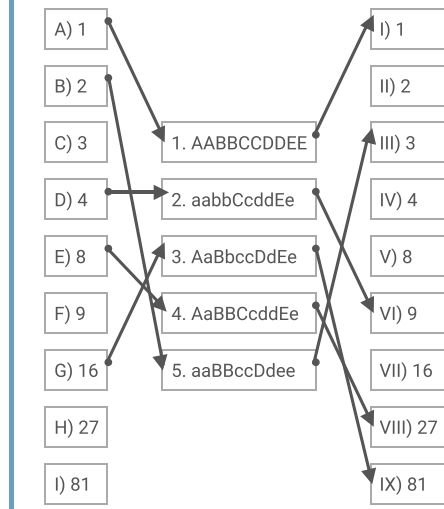 A) 1
B) 2
C) 3
D) 4
E) 8
F) 9
G) 16
H) 27
I) 81
1. AABBCCDDEE
2. aabbCcddEe
3. AaBbccDdEe
4. AaBBCcddEe
5. aaBBccDdee
I) 1
II) 2
III) 3
IV) 4
V) 8
VI) 9
VII) 16
VIII) 27
IX) 81